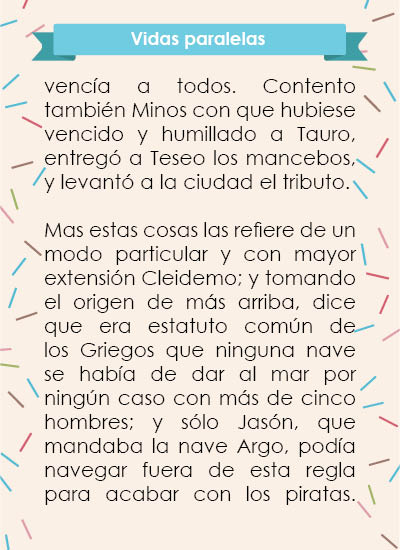 Vidas paralelas
vencía a todos. Contento
también Minos con que hubiese
vencido y humillado a Tauro,
entregó a Teseo los mancebos,
y levantó a la ciudad el tributo.
Mas estas cosas las refiere de un
modo particular y con mayor
extensión Cleidemo; y tomando
el origen de más arriba, dice
que era estatuto común de
los Griegos que ninguna nave
se había de dar al mar por
ningún caso con más de cinco
hombres; y sólo Jasón, que
mandaba la nave Argo, podía
navegar fuera de esta regla
para acabar con los piratas.